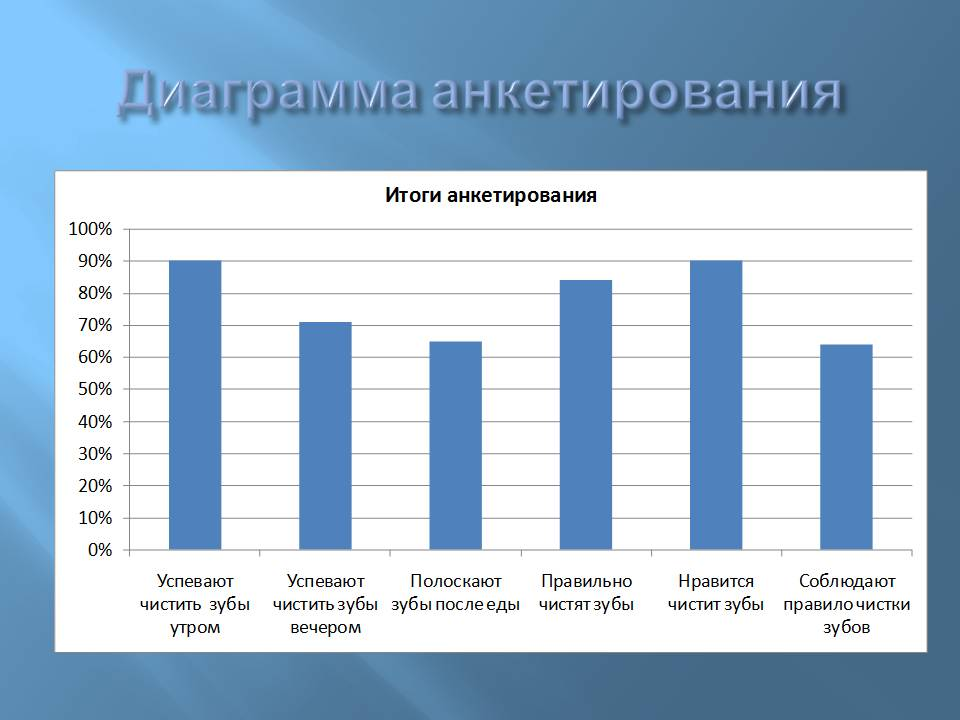 Диаграмма анкетирования
Итоги анкетирования
100%
90%
80%
70%
60%
50%
40%
30%
20%
10%
0%
Успевают
чистить зубы
утром
Успевают
чистить зубы
вечером
Полоскают
зубы после еды
Правильно
чистят зубы
Нравится
чистит зубы
Соблюдают
правило чистки
зубов